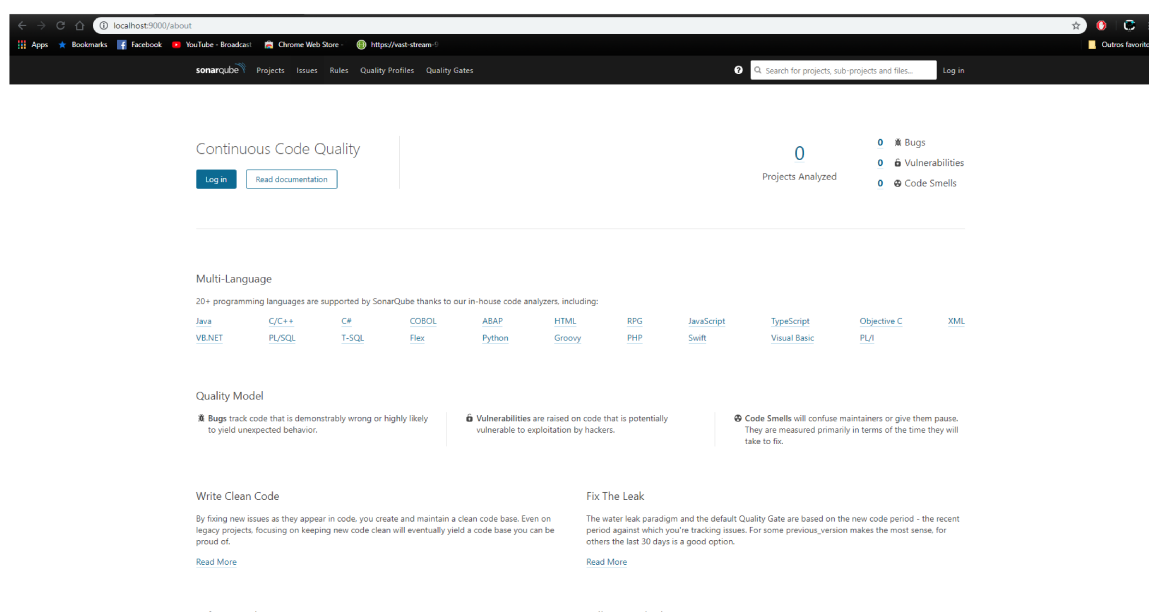 localhost:9000/about
Apps Bookmarks Facebook YouTube - Broadcast Chrome Web Store - https://vast-stream- Outros favorito
sonarqube Projects Issues Rules Quality Profiles Quality Gates Search for projects, sub-projects and files... Log in
Continuous Code Quality
Log in Read documentation
0
Projects Analyzed
0 Bugs
0 Vulnerabilities
0 Code Smells
Multi-Language
20+ programming languages are supported by SonarQube thanks to our in-house code analyzers, including:
Java C/C++ C# COBOL ABAP HTML RPG JavaScript TypeScript Objective C XML
VB.NET PL/SQL T-SQL Flex Python Groovy PHP Swift Visual Basic PL/I
Quality Model
Bugs track code that is demonstrably wrong or highly likely
to yield unexpected behavior.
Vulnerabilities are raised on code that is potentially
vulnerable to exploitation by hackers.
Code Smells will confuse maintainers or give them pause.
They are measured primarily in terms of the time they will
take to fix.
Write Clean Code
By fixing new issues as they appear in code, you create and maintain a clean code base. Even on
legacy projects, focusing on keeping new code clean will eventually yield a code base you can be
proud of.
Read More
Fix The Leak
The water leak paradigm and the default Quality Gate are based on the new code period - the recent
period against which you're tracking issues. For some previous_version makes the most sense, for
others the last 30 days is a good option.
Read More